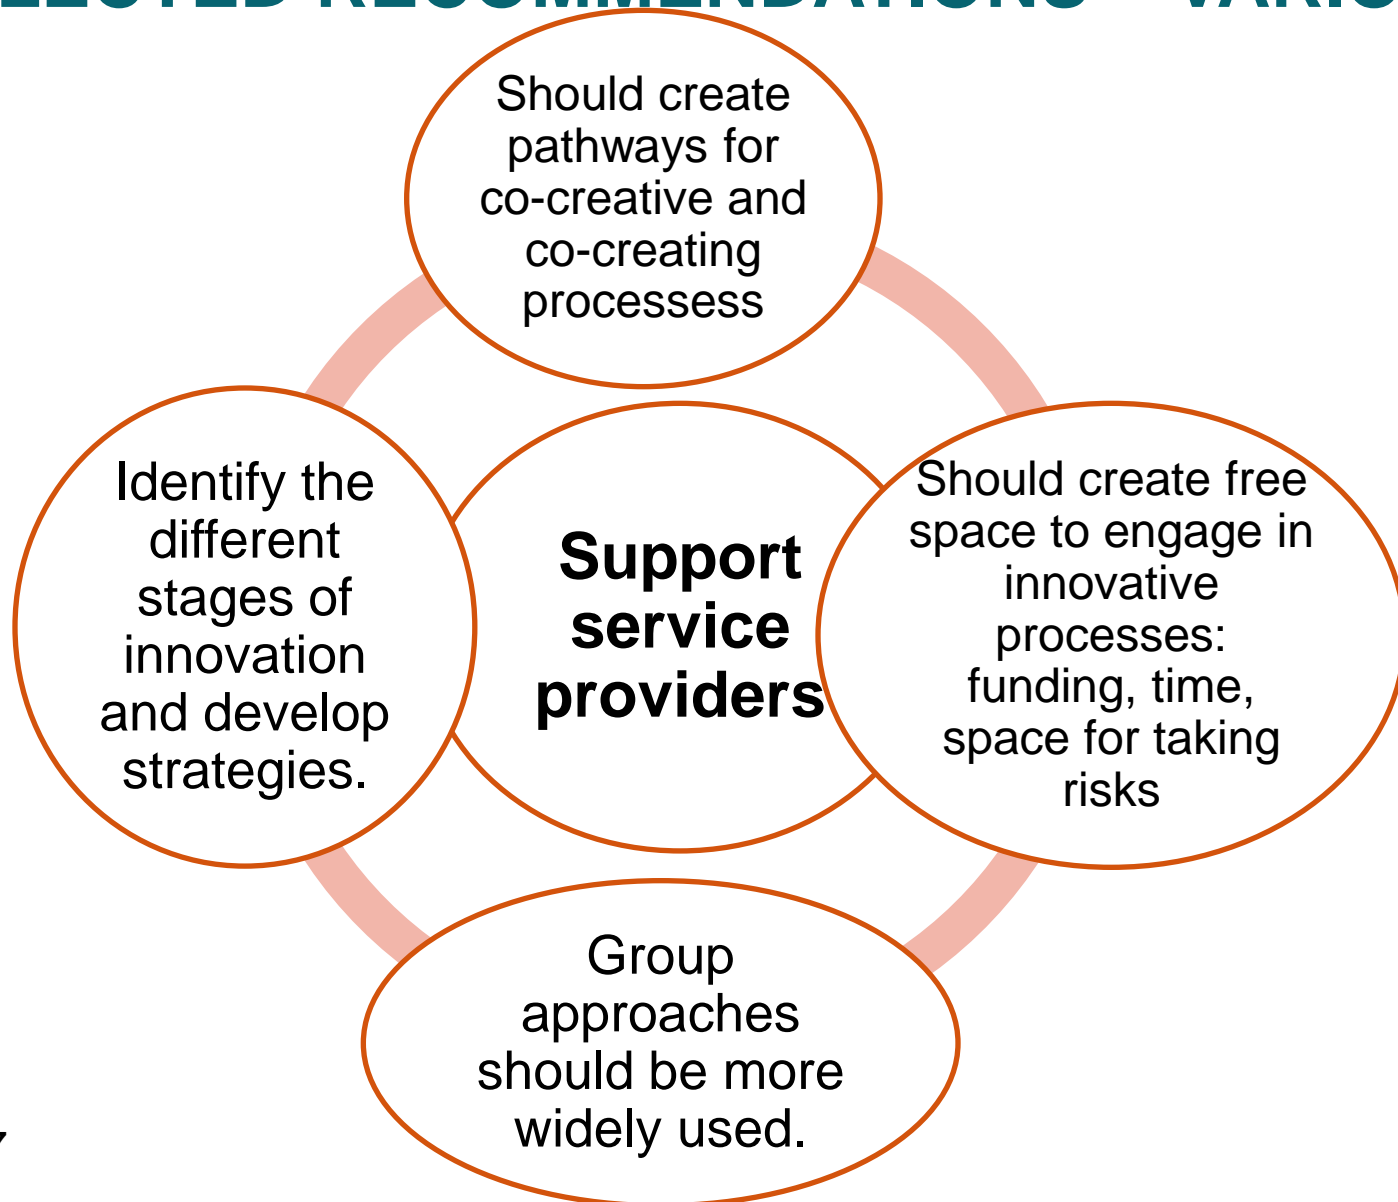 RECOMMENDATIONS
Should create
pathways for
co-creative and
co-creating
processess
Identify the
different
stages of
innovation
and develop
strategies.
Support
service
providers
Should create free
space to engage in
innovative
processes:
funding, time,
space for taking
risks
Group
approaches
should be more
widely used.